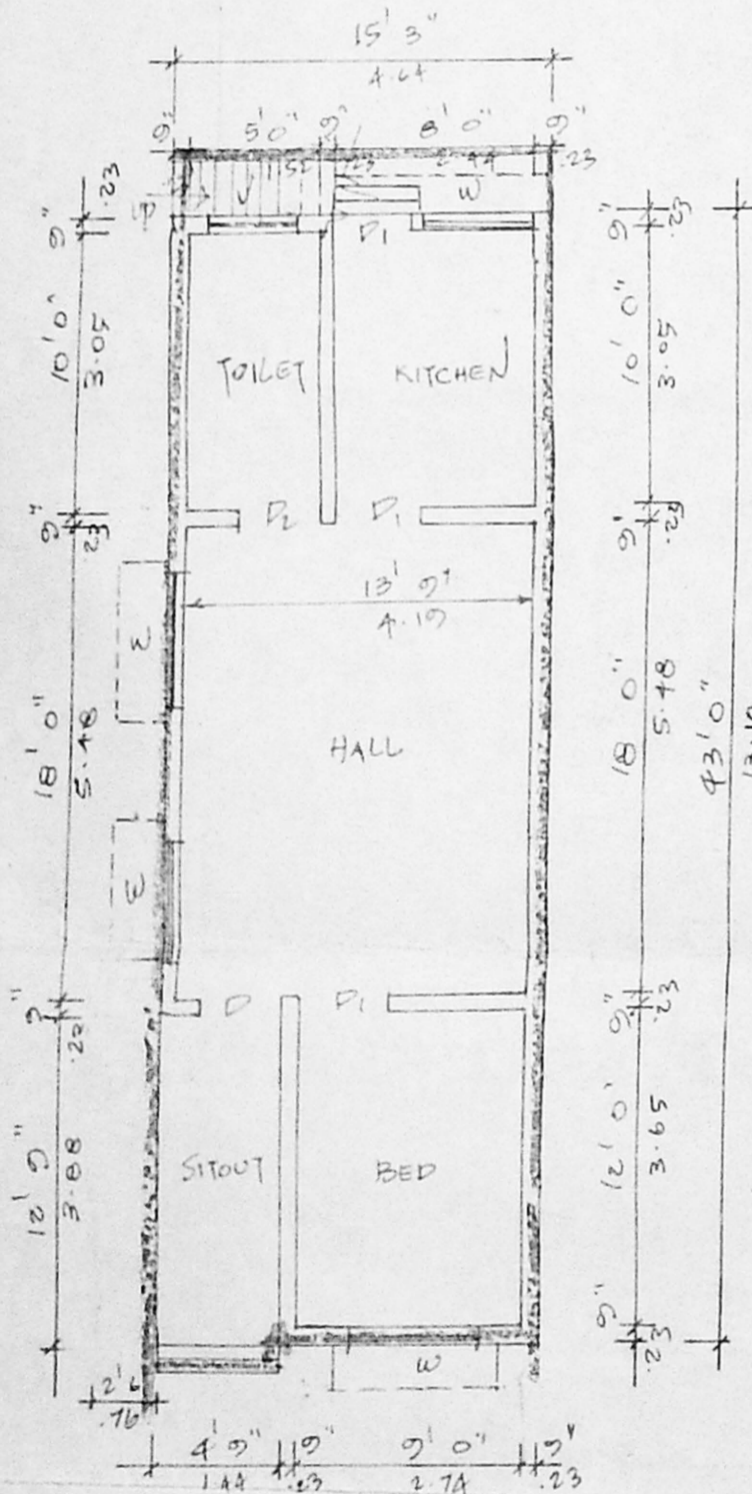 15' 3"
4.64
9" 5' 0" 9" 8' 0" 9"
.23 2.44 .23
UP V W
D1
9" .23
10' 0" 3.05
TOILET KITCHEN
9" .23
10' 0" 3.05
9" .23
D2 D1
9" .23
13' 9"
4.19
W
18' 0" 5.48
HALL
18' 0" 5.48
43' 0"
W
9" .23
D D1
9" .23
12' 9" 3.88
SITOUT BED
12' 0" 3.65
9" .23
W
2' 6"
.76
4' 9" 9" 9' 0" 9"
1.44 .23 2.74 .23